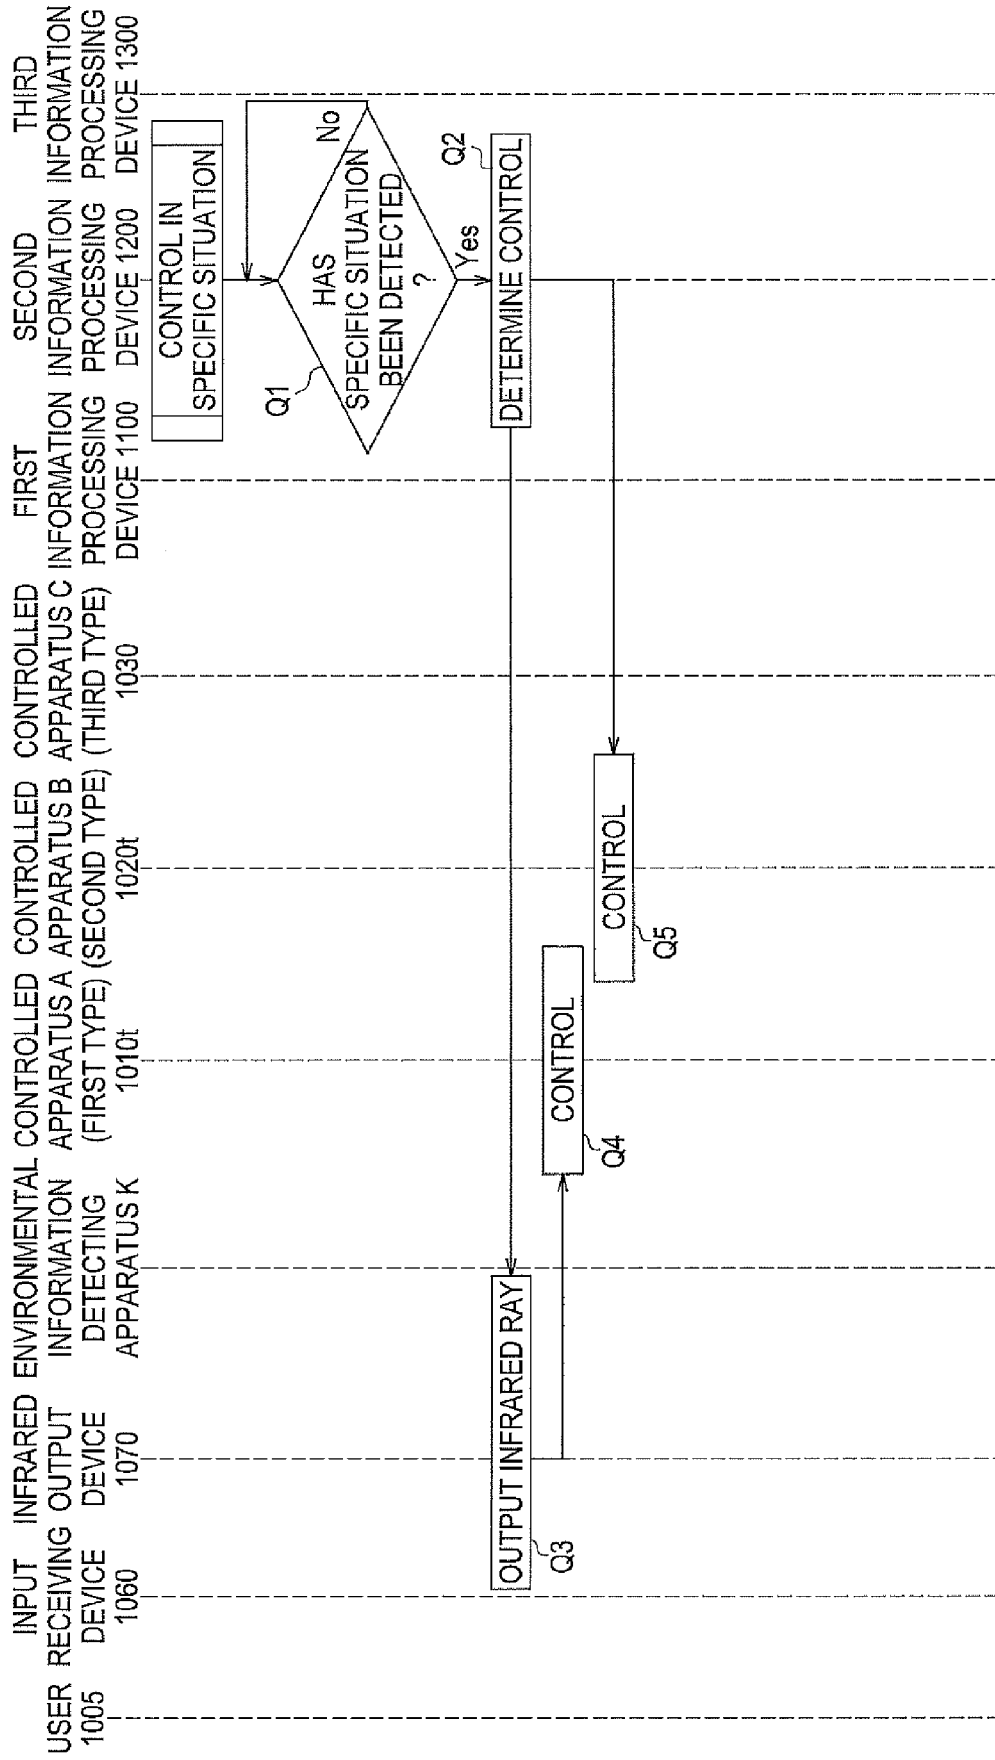 USER
1005
INPUT
RECEIVING
DEVICE
1060
INFRARED
OUTPUT
DEVICE
1070
ENVIRONMENTAL
INFORMATION
DETECTING
APPARATUS K
CONTROLLED
APPARATUS A
(FIRST TYPE)
1010t
CONTROLLED
APPARATUS B
(SECOND TYPE)
1020t
CONTROLLED
APPARATUS C
(THIRD TYPE)
1030
FIRST
INFORMATION
PROCESSING
DEVICE 1100
SECOND
INFORMATION
PROCESSING
DEVICE 1200
THIRD
INFORMATION
PROCESSING
DEVICE 1300
CONTROL IN
SPECIFIC SITUATION
Q1
HAS
SPECIFIC SITUATION
BEEN DETECTED
?
No
Yes
Q2
DETERMINE CONTROL
OUTPUT INFRARED RAY
Q3
CONTROL
Q4
CONTROL
Q5